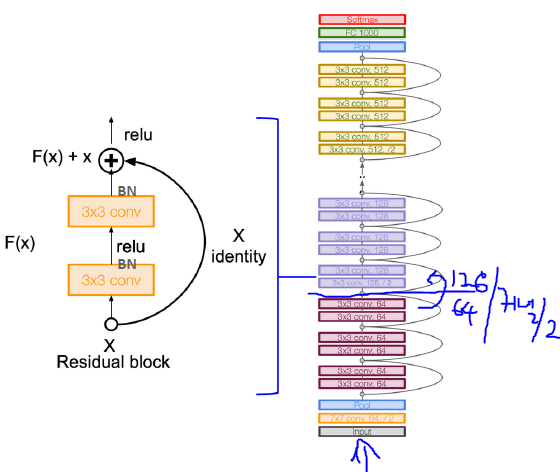 relu
F(x) + x
BN
3x3 conv
F(x)
relu
BN
3x3 conv
X
identity
X
Residual block
Softmax
FC 1000
Pool
3x3 conv, 512
3x3 conv, 512
3x3 conv, 512
3x3 conv, 512
3x3 conv, 512
3x3 conv, 512, /2
..
3x3 conv, 128
3x3 conv, 128
3x3 conv, 128
3x3 conv, 128
3x3 conv, 128
3x3 conv, 128, / 2
3x3 conv, 64
3x3 conv, 64
3x3 conv, 64
3x3 conv, 64
3x3 conv, 64
3x3 conv, 64
Pool
7x7 conv, 64, / 2
Input
128
64
/2